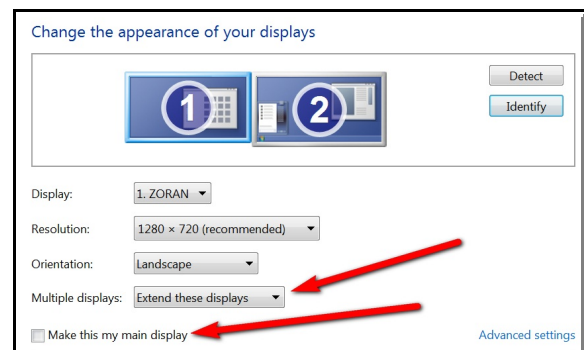 Change the appearance of your displays
1
2
Detect
Identify
Display: 1. ZORAN
Resolution: 1280 × 720 (recommended)
Orientation: Landscape
Multiple displays: Extend these displays
Make this my main display
Advanced settings